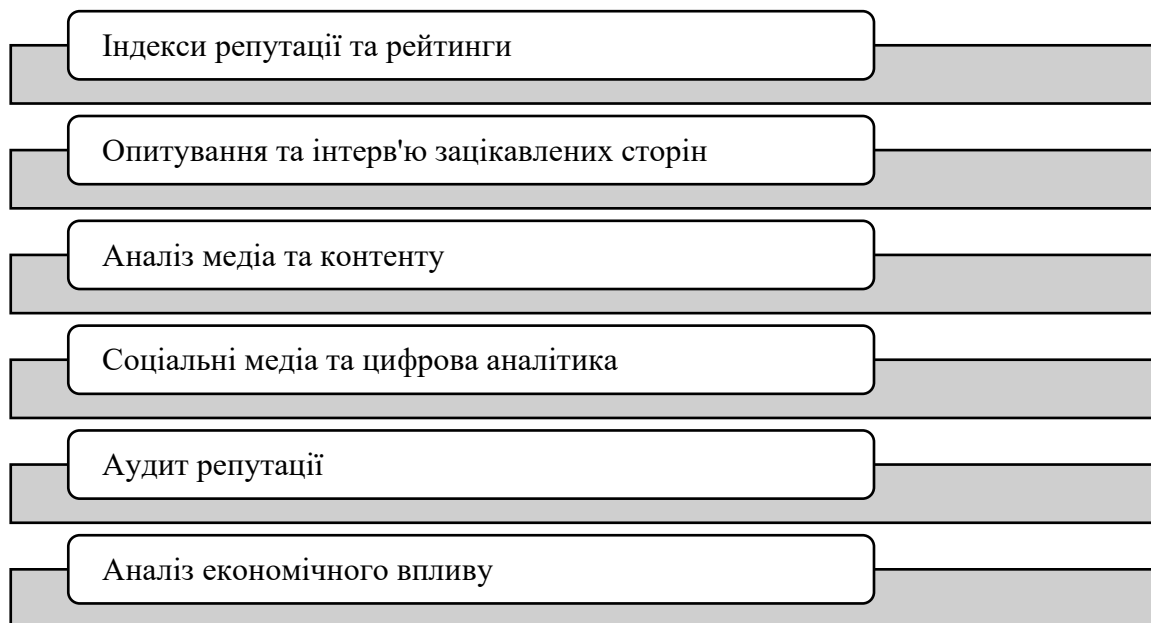 Індекси репутації та рейтинги
Опитування та інтерв'ю зацікавлених сторін
Аналіз медіа та контенту
Соціальні медіа та цифрова аналітика
Аудит репутації
Аналіз економічного впливу